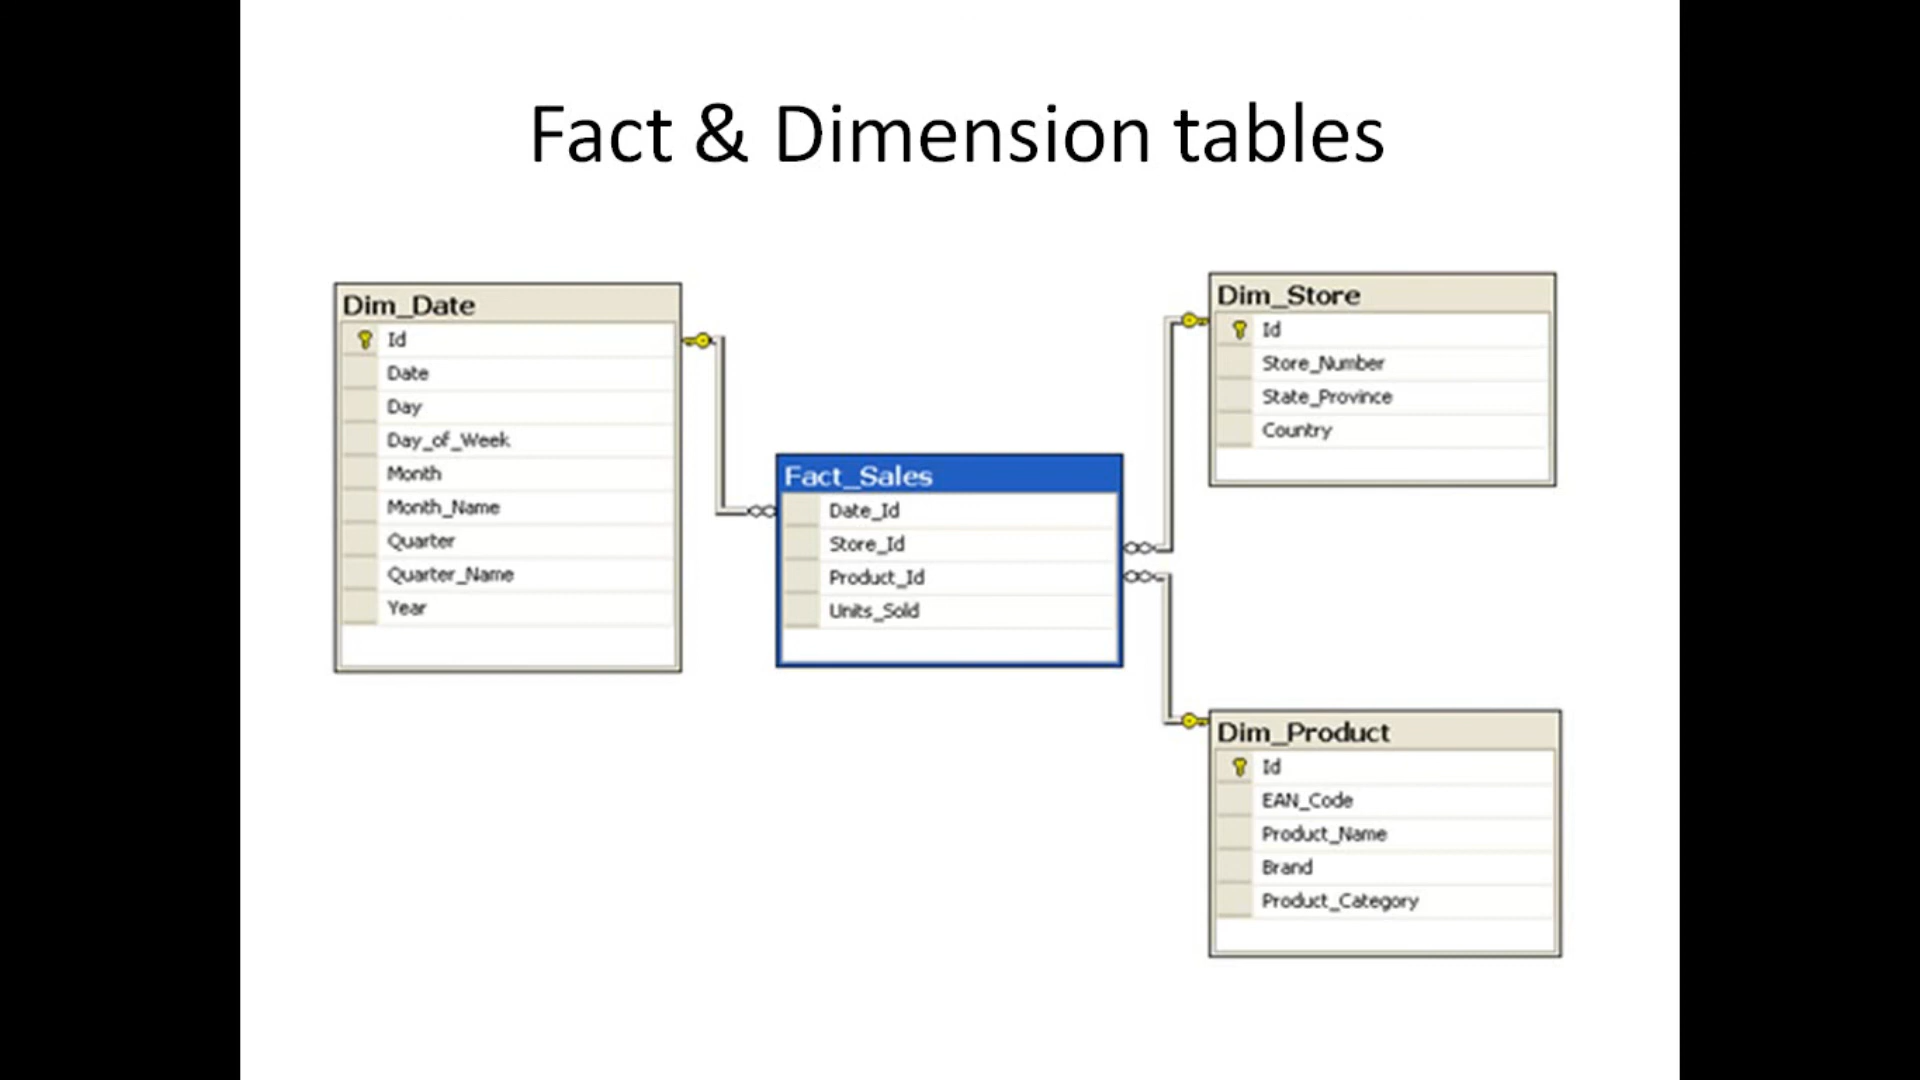 Fact & Dimension tables
Dim_Date
Id
Date
Day
Day_of_Week
Month
Month_Name
Quarter
Quarter_Name
Year
Fact_Sales
Date_Id
Store_Id
Product_Id
Units_Sold
Dim_Store
Id
Store_Number
State_Province
Country
Dim_Product
Id
EAN_Code
Product_Name
Brand
Product_Category